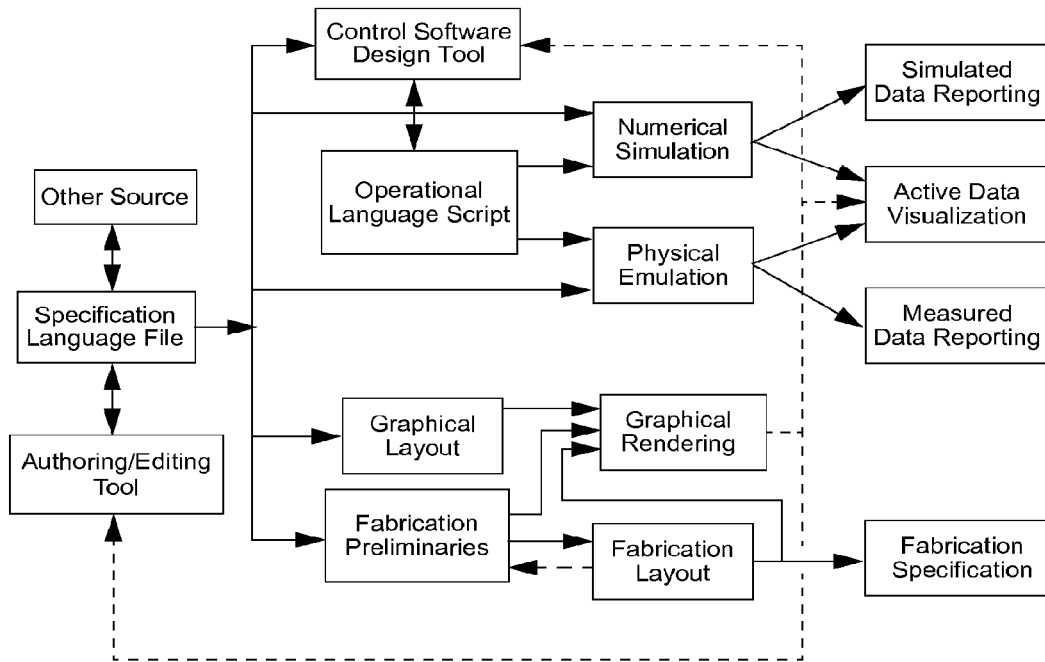 Control Software
Design Tool
Simulated
Data Reporting
Numerical
Simulation
Other Source
Operational
Language Script
Active Data
Visualization
Physical
Emulation
Specification
Language File
Measured
Data Reporting
Graphical
Layout
Graphical
Rendering
Authoring/Editing
Tool
Fabrication
Preliminaries
Fabrication
Layout
Fabrication
Specification